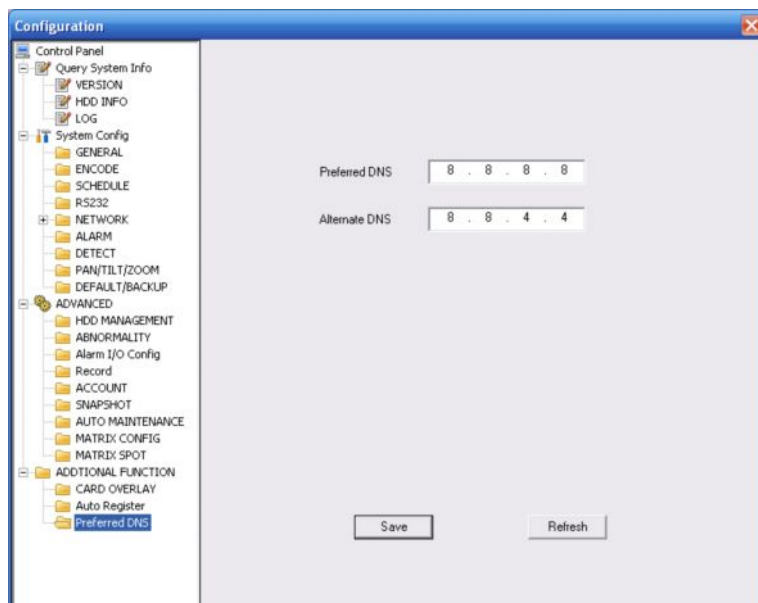 Configuration
Control Panel
Query System Info
VERSION
HDD INFO
LOG
System Config
GENERAL
ENCODE
SCHEDULE
RS232
NETWORK
ALARM
DETECT
PAN/TILT/ZOOM
DEFAULT/BACKUP
ADVANCED
HDD MANAGEMENT
ABNORMALITY
Alarm I/O Config
Record
ACCOUNT
SNAPSHOT
AUTO MAINTENANCE
MATRIX CONFIG
MATRIX SPOT
ADDTIONAL FUNCTION
CARD OVERLAY
Auto Register
Preferred DNS
Preferred DNS 8 . 8 . 8 . 8
Alternate DNS 8 . 8 . 4 . 4
Save Refresh